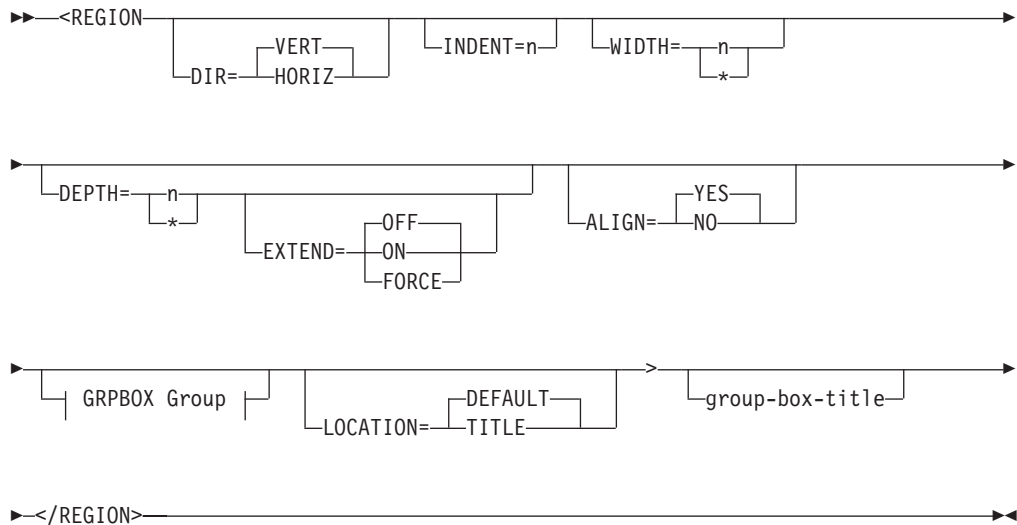 <REGION
DIR=
VERT
HORIZ
INDENT=n
WIDTH=
n
*
DEPTH=
n
*
EXTEND=
OFF
ON
FORCE
ALIGN=
YES
NO
GRPBOX Group
LOCATION=
DEFAULT
TITLE
>
group-box-title
</REGION>